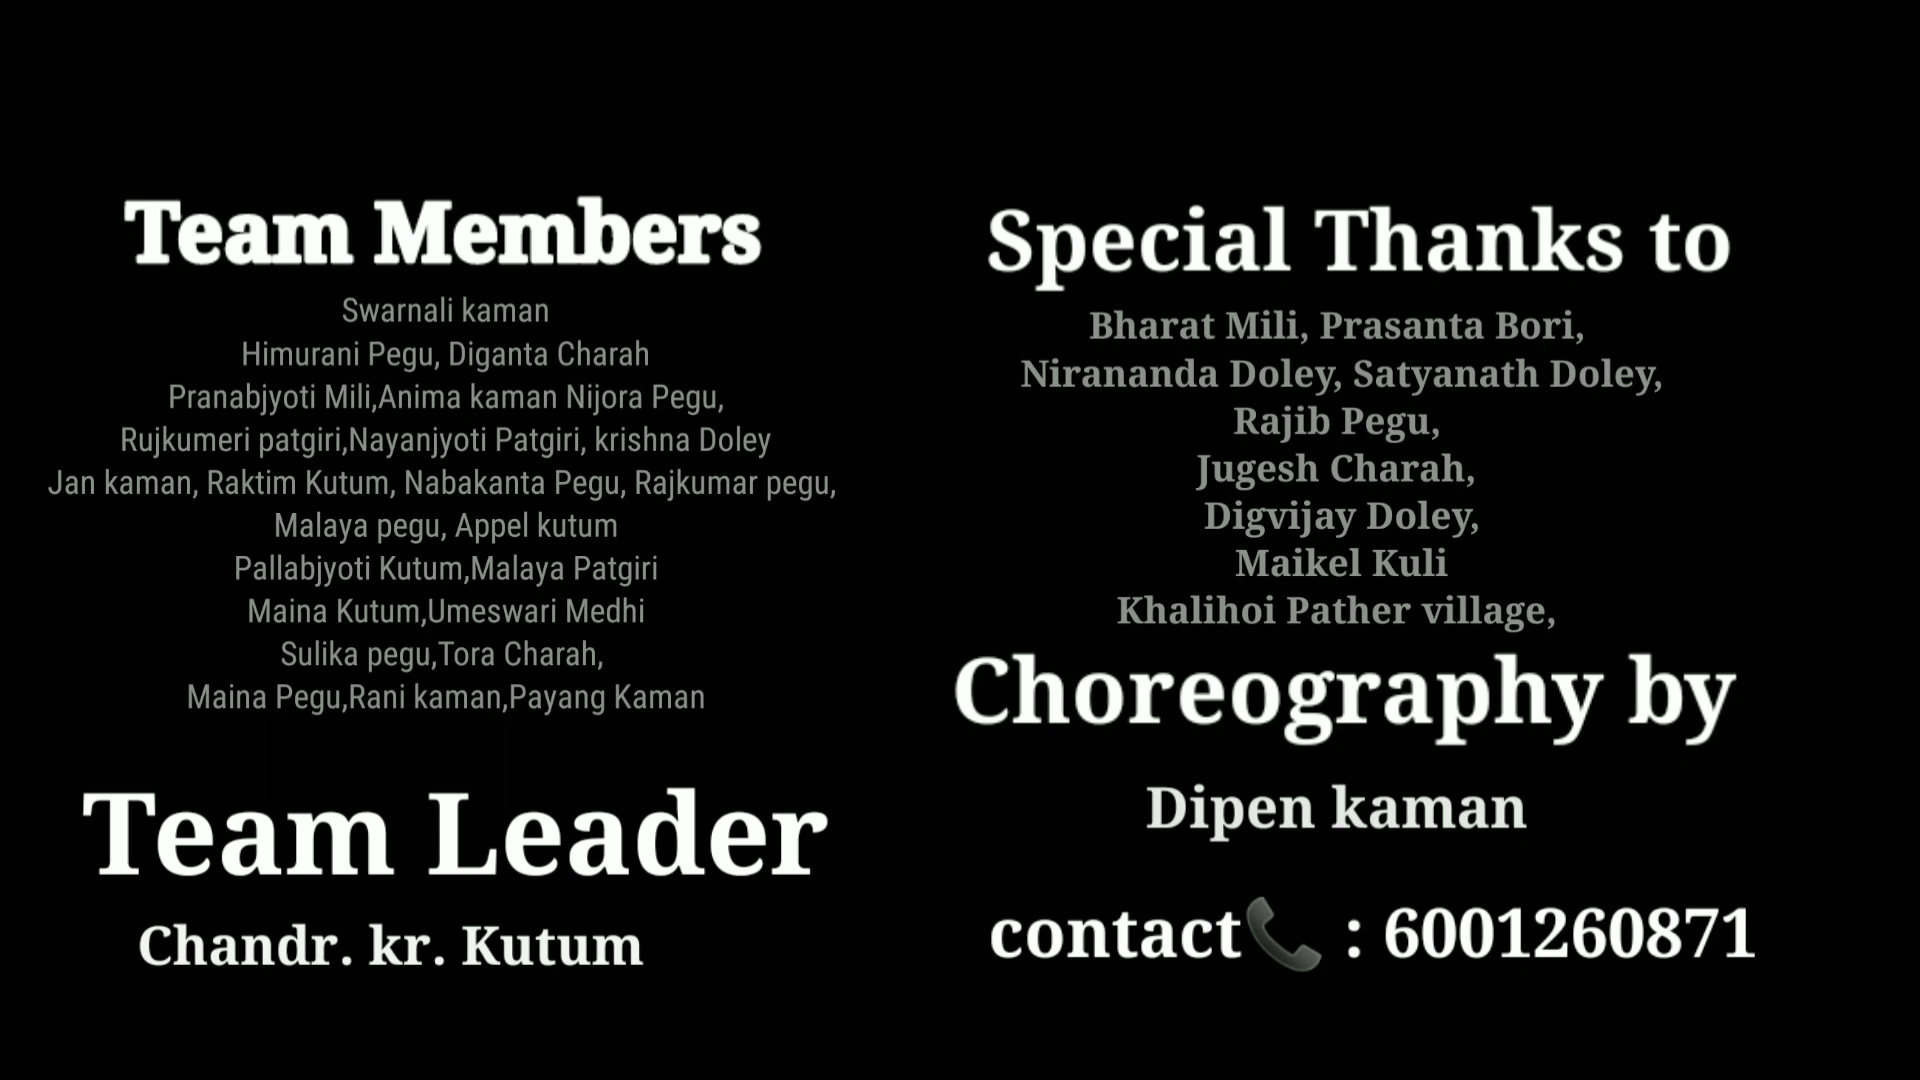 Team Members
Swarnali kaman
Himurani Pegu, Diganta Charah
Pranabjyoti Mili,Anima kaman Nijora Pegu,
Rujkumeri patgiri,Nayanjyoti Patgiri, krishna Doley
Jan kaman, Raktim Kutum, Nabakanta Pegu, Rajkumar pegu,
Malaya pegu, Appel kutum
Pallabjyoti Kutum,Malaya Patgiri
Maina Kutum,Umeswari Medhi
Sulika pegu,Tora Charah,
Maina Pegu,Rani kaman,Payang Kaman
Team Leader
Chandr. kr. Kutum
Special Thanks to
Bharat Mili, Prasanta Bori,
Nirananda Doley, Satyanath Doley,
Rajib Pegu,
Jugesh Charah,
Digvijay Doley,
Maikel Kuli
Khalihoi Pather village,
Choreography by
Dipen kaman
contact📞 : 6001260871